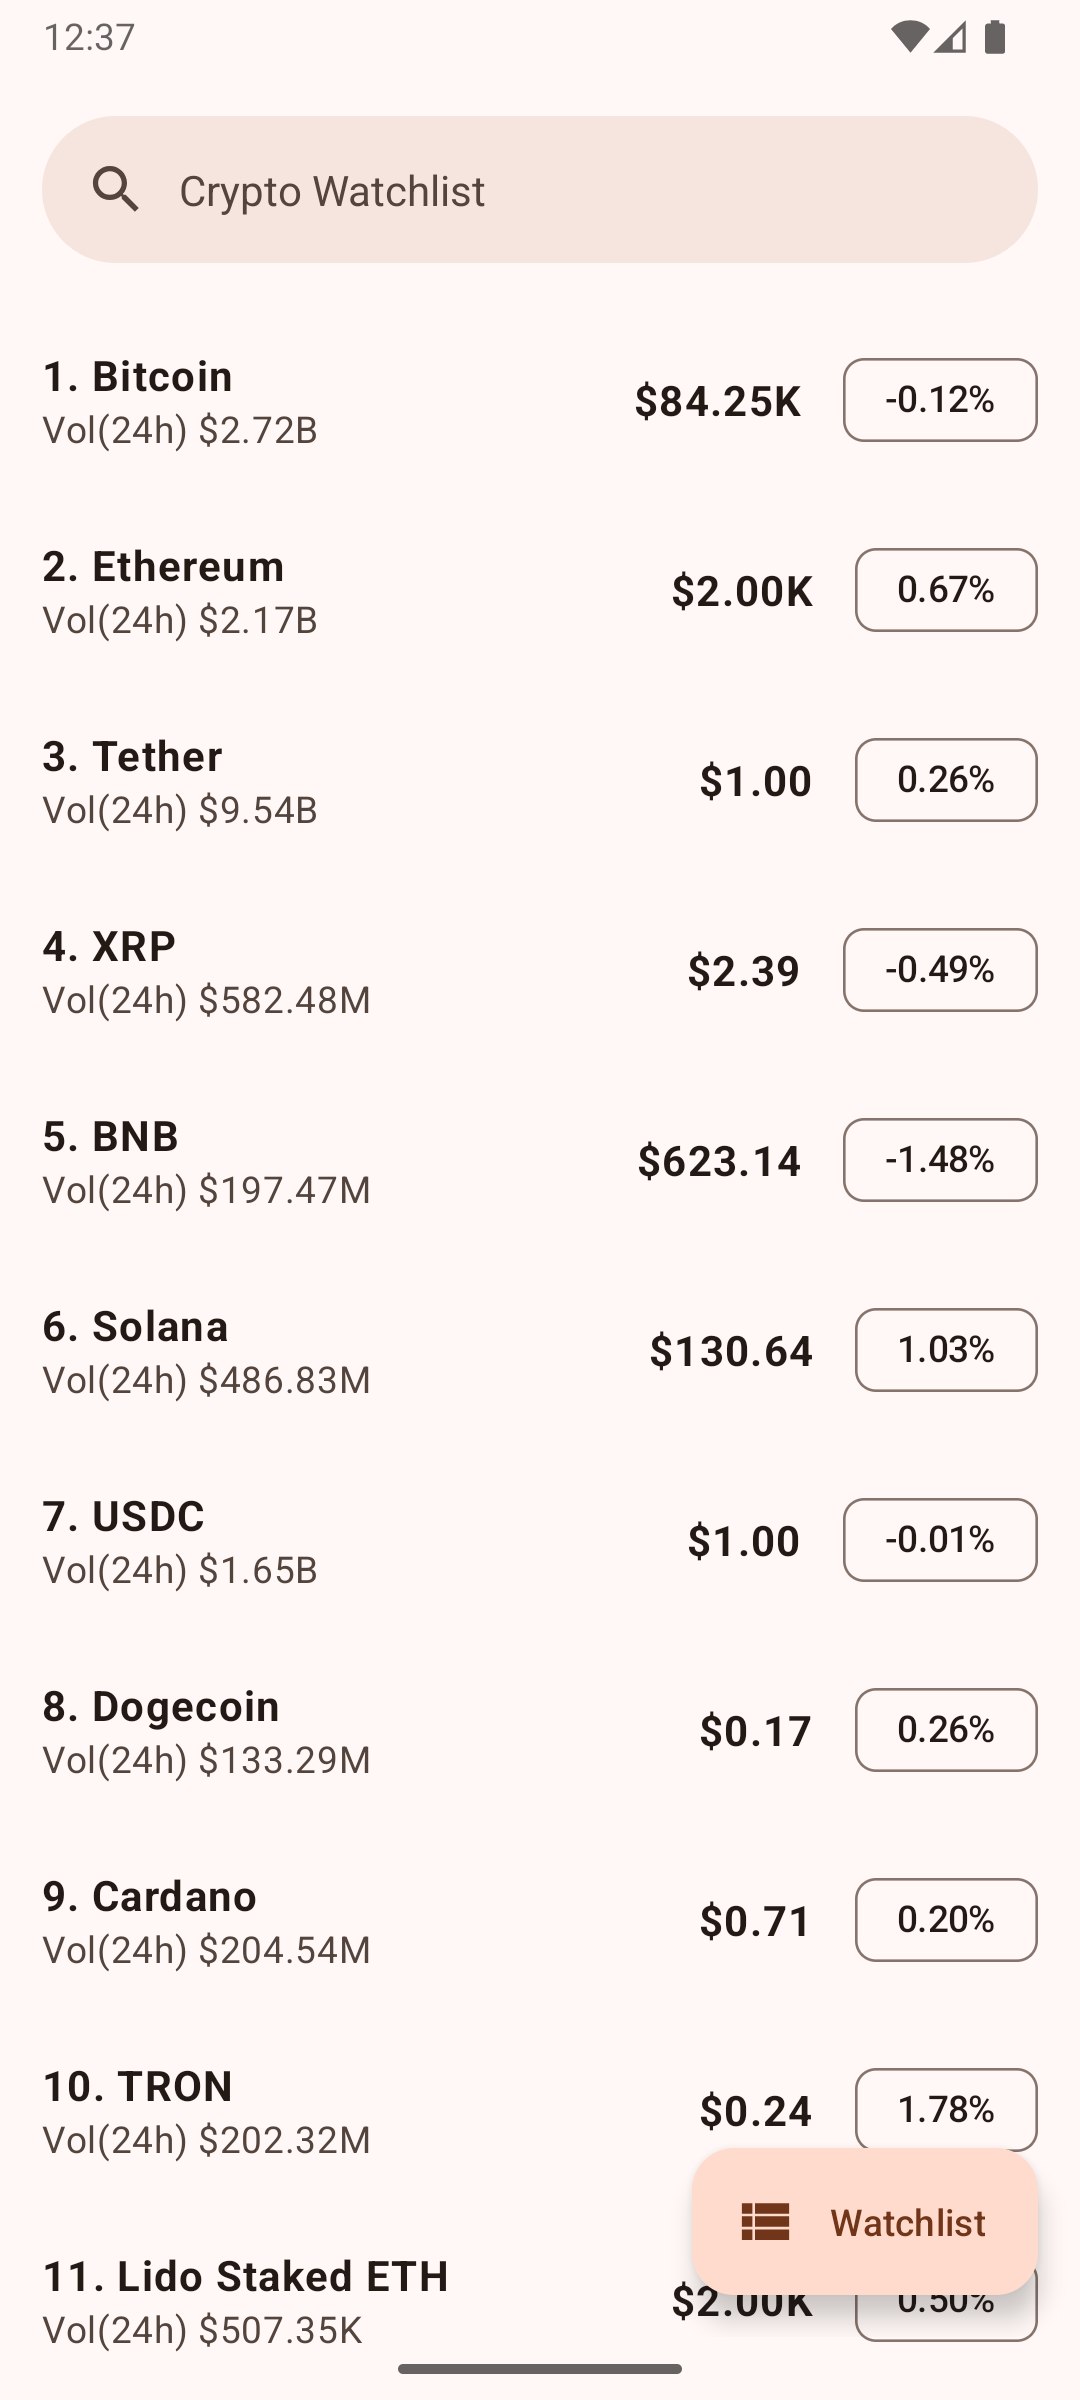 12:37
Crypto Watchlist
1. Bitcoin
Vol(24h) $2.72B
$84.25K
-0.12%
2. Ethereum
Vol(24h) $2.17B
$2.00K
0.67%
3. Tether
Vol(24h) $9.54B
$1.00
0.26%
4. XRP
Vol(24h) $582.48M
$2.39
-0.49%
5. BNB
Vol(24h) $197.47M
$623.14
-1.48%
6. Solana
Vol(24h) $486.83M
$130.64
1.03%
7. USDC
Vol(24h) $1.65B
$1.00
-0.01%
8. Dogecoin
Vol(24h) $133.29M
$0.17
0.26%
9. Cardano
Vol(24h) $204.54M
$0.71
0.20%
10. TRON
Vol(24h) $202.32M
$0.24
1.78%
Watchlist
11. Lido Staked ETH
Vol(24h) $507.35K
$2.00K
0.50%